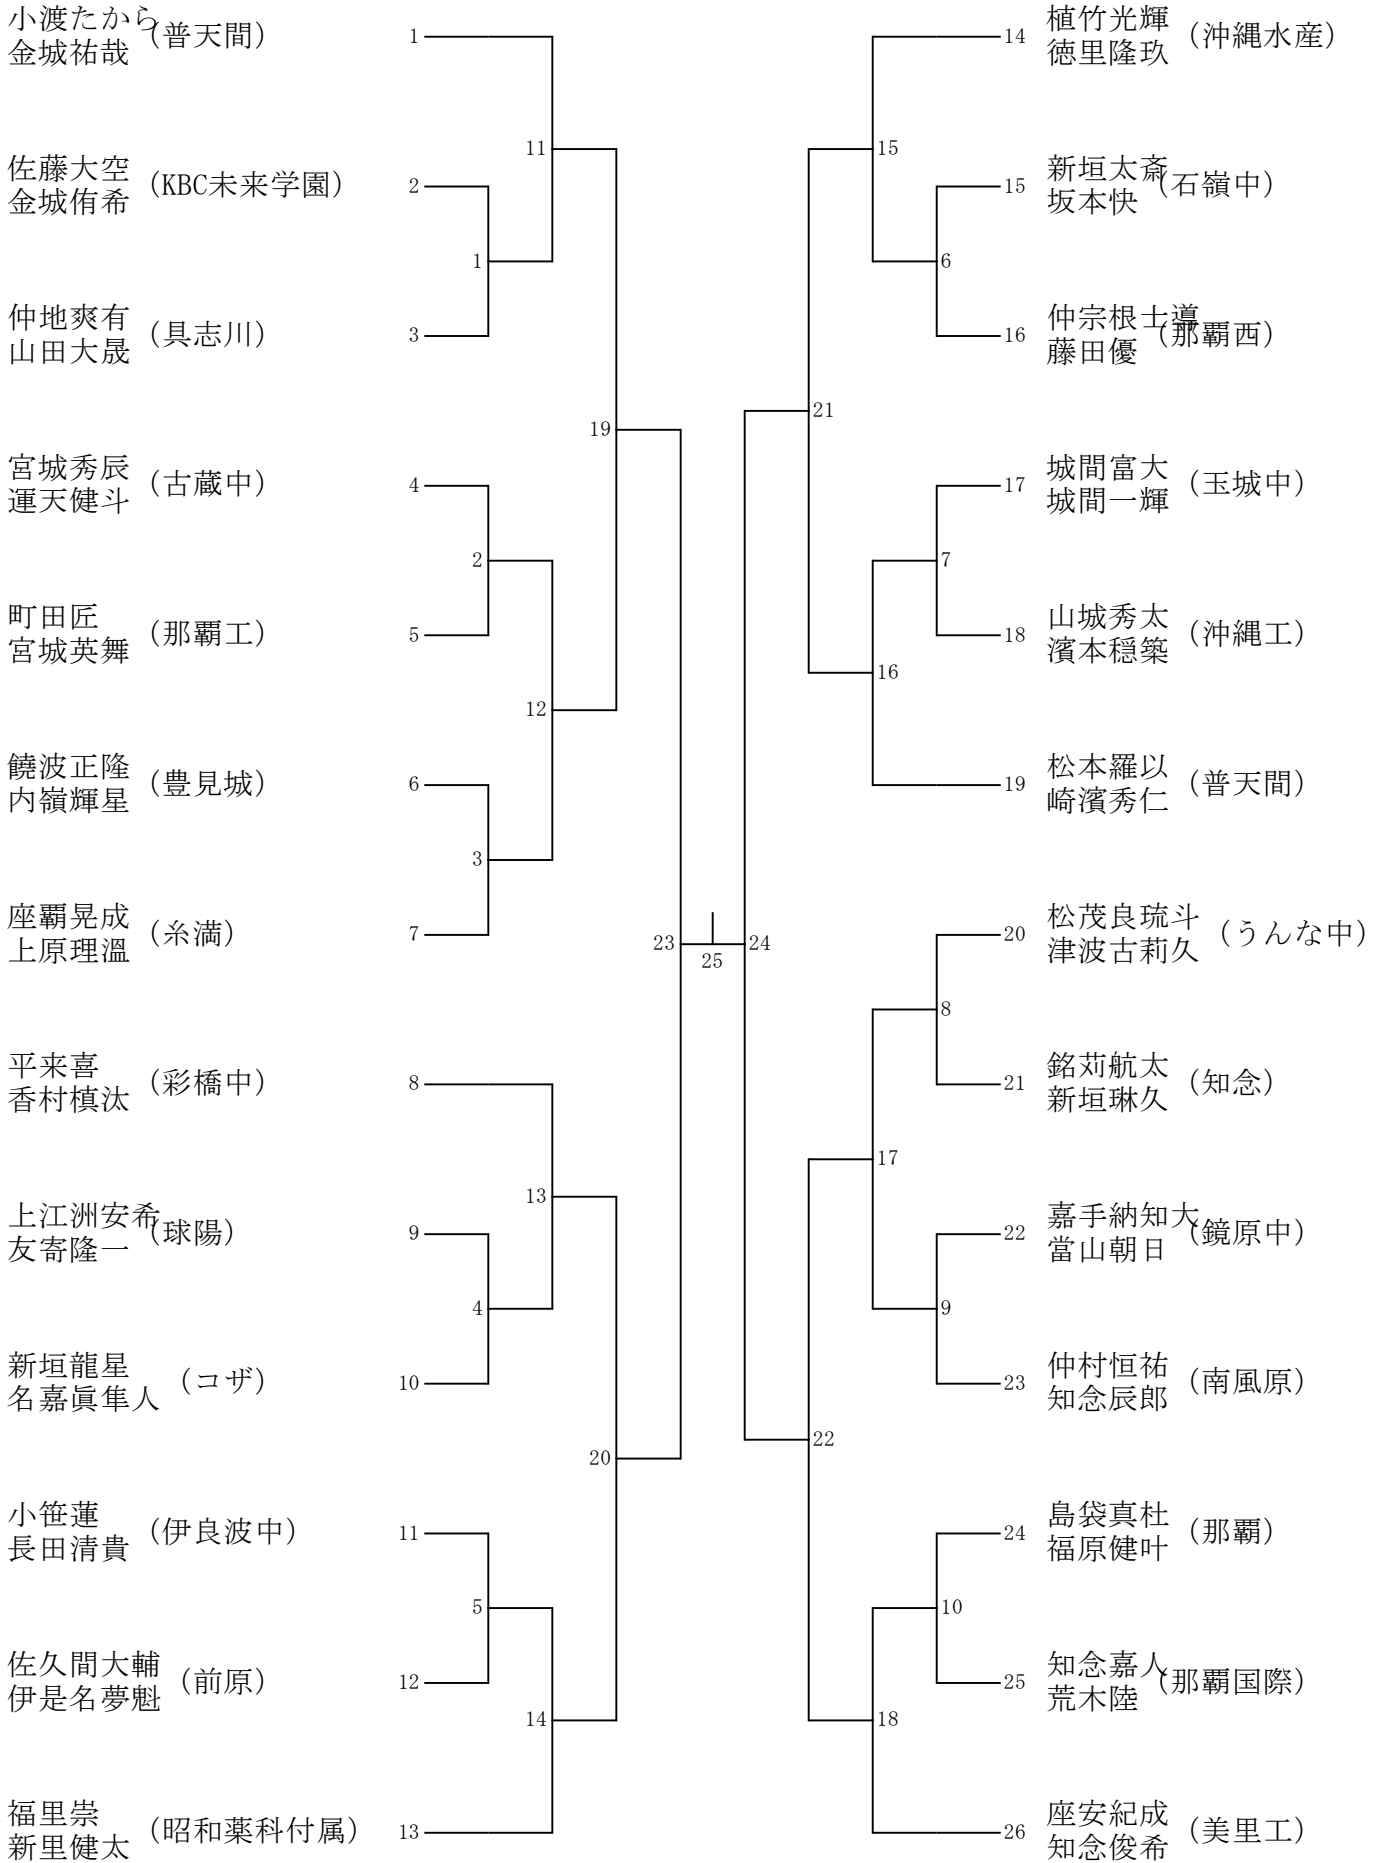 小渡たから
金城祐哉
(普天間)
1
佐藤大空
金城侑希
(KBC未来学園)
2
仲地爽有
山田大晟
(具志川)
3
宮城秀辰
運天健斗
(古蔵中)
4
町田匠
宮城英舞
(那覇工)
5
饒波正隆
内嶺輝星
(豊見城)
6
座覇晃成
上原理溫
(糸満)
7
平来喜
香村槙汰
(彩橋中)
8
上江洲安希
友寄隆一
(球陽)
9
新垣龍星
名嘉眞隼人
(コザ)
10
小笹蓮
長田清貴
(伊良波中)
11
佐久間大輔
伊是名夢魁
(前原)
12
福里崇
新里健太
(昭和薬科付属)
13
1
2
3
4
5
11
12
13
14
19
20
23
25
24
21
22
15
16
17
18
6
7
8
9
10
14
植竹光輝
徳里隆玖
(沖縄水産)
15
新垣太斎
坂本快
(石嶺中)
16
仲宗根士導
藤田優
(那覇西)
17
城間富大
城間一輝
(玉城中)
18
山城秀太
濱本穏築
(沖縄工)
19
松本羅以
崎濱秀仁
(普天間)
20
松茂良琉斗
津波古莉久
(うんな中)
21
銘苅航太
新垣琳久
(知念)
22
嘉手納知大
當山朝日
(鏡原中)
23
仲村恒祐
知念辰郎
(南風原)
24
島袋真杜
福原健叶
(那覇)
25
知念嘉人
荒木陸
(那覇国際)
26
座安紀成
知念俊希
(美里工)